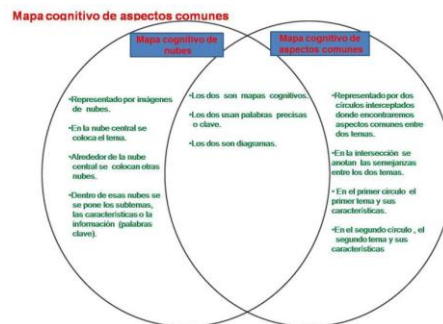 Mapa cognitivo de aspectos comunes
Mapa cognitivo de
nubes
Mapa cognitivo de
aspectos comunes
•Representado por imágenes
de nubes.
•En la nube central se
coloca el tema.
•Alrededor de la nube
central se colocan otras
nubes.
•Dentro de esas nubes se
se pone los subtemas,
las características o la
información (palabras
clave).
•Los dos son mapas cognitivos.
•Los dos usan palabras precisas
o clave.
•Los dos son diagramas.
•Representado por dos
círculos interceptados
donde encontraremos
aspectos comunes entre
dos temas.
•En la intersección se
anotan las semejanzas
entre los dos temas.
• En el primer círculo el
primer tema y sus
características.
•En el segundo círculo , el
segundo tema y sus
características